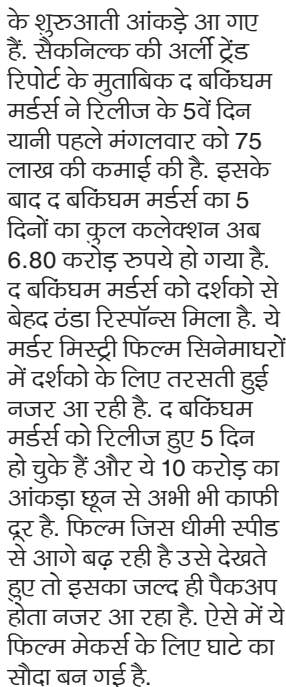 के शुरुआती आंकड़े आ गए
हैं. सैकनिल्क की अर्ली ट्रेंड
रिपोर्ट के मुताबिक द बकिंघम
मर्डर्स ने रिलीज के 5वें दिन
यानी पहले मंगलवार को 75
लाख की कमाई की है. इसके
बाद द बकिंघम मर्डर्स का 5
दिनों का कुल कलेक्शन अब
6.80 करोड़ रुपये हो गया है.
द बकिंघम मर्डर्स को दर्शको से
बेहद ठंडा रिस्पॉन्स मिला है. ये
मर्डर मिस्ट्री फिल्म सिनेमाघरों
में दर्शको के लिए तरसती हुई
नजर आ रही है. द बकिंघम
मर्डर्स को रिलीज हुए 5 दिन
हो चुके हैं और ये 10 करोड़ का
आंकड़ा छून से अभी भी काफी
दूर है. फिल्म जिस धीमी स्पीड
से आगे बढ़ रही है उसे देखते
हुए तो इसका जल्द ही पैकअप
होता नजर आ रहा है. ऐसे में ये
फिल्म मेकर्स के लिए घाटे का
सौदा बन गई है.